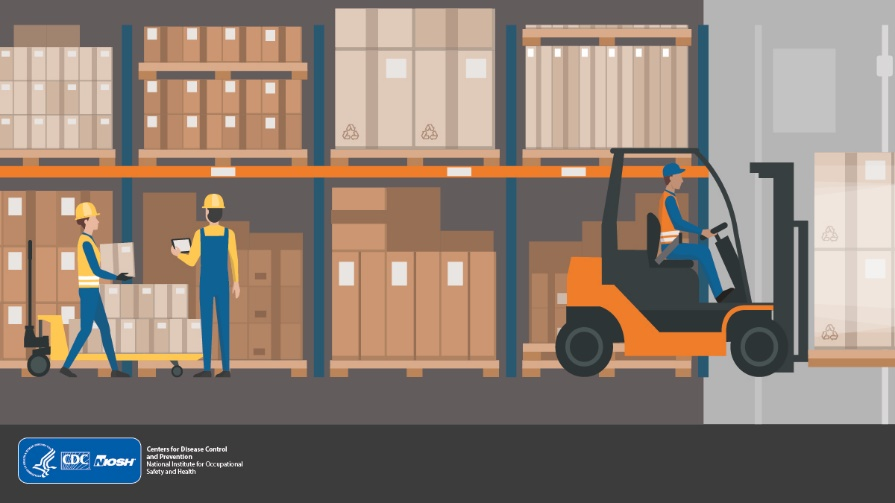 CDC
NIOSH
Centers for Disease Control
and Prevention
National Institute for Occupational
Safety and Health